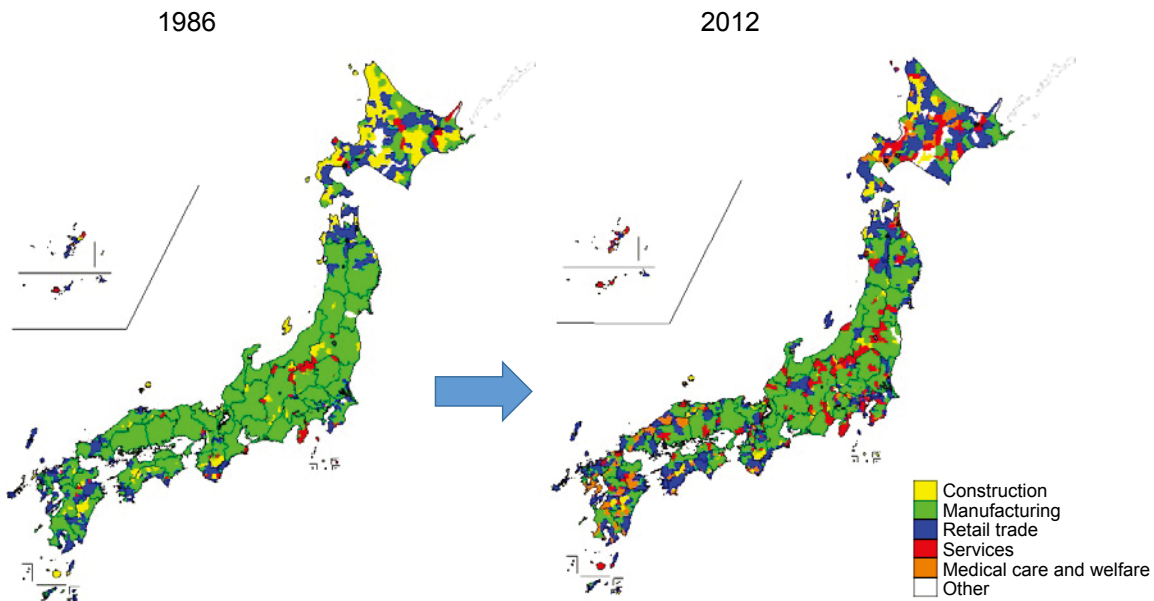 1986
2012
Construction
Manufacturing
Retail trade
Services
Medical care and welfare
Other